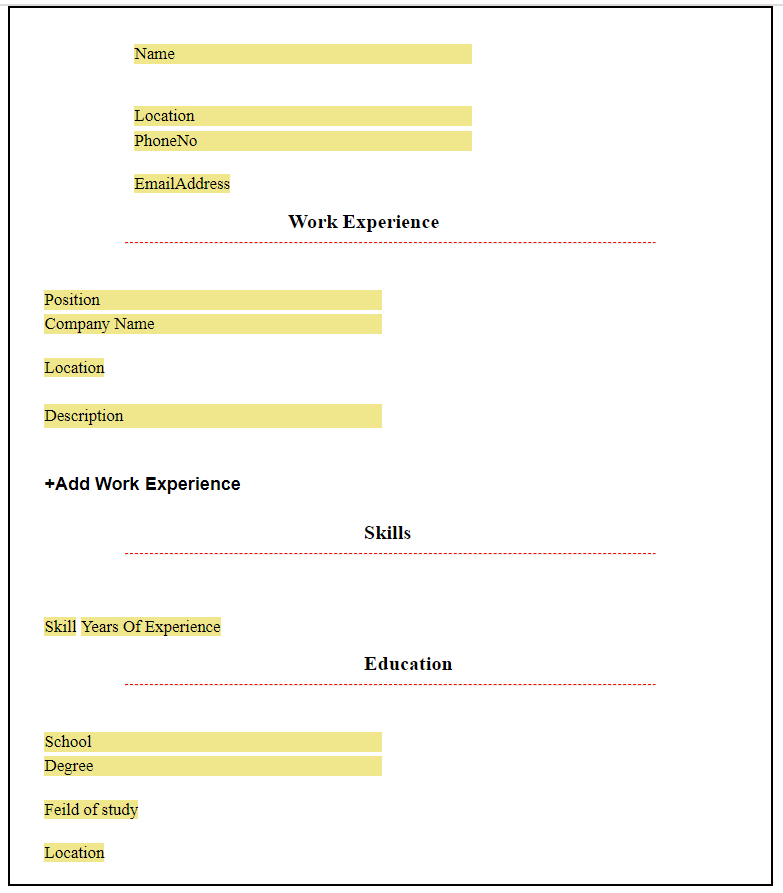 Name
Location
PhoneNo
EmailAddress
Work Experience
Position
Company Name
Location
Description
+Add Work Experience
Skills
Skill Years Of Experience
Education
School
Degree
Feild of study
Location